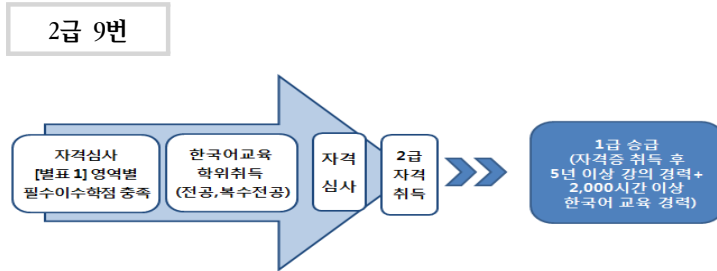 2급 9번
자격심사
[별표 1] 영역별
필수이수학점 충족
한국어교육
학위취득
(전공,복수전공)
자격
심사
2급
자격
취득
1급 승급
(자격증 취득 후
5년 이상 강의 경력+
2,000시간 이상
한국어 교육 경력)